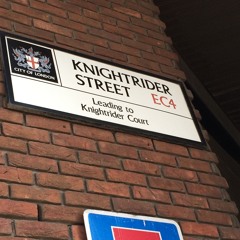 KNIGHTRIDER
STREET EC4
Leading to
Knightrider Court
CITY OF LONDON